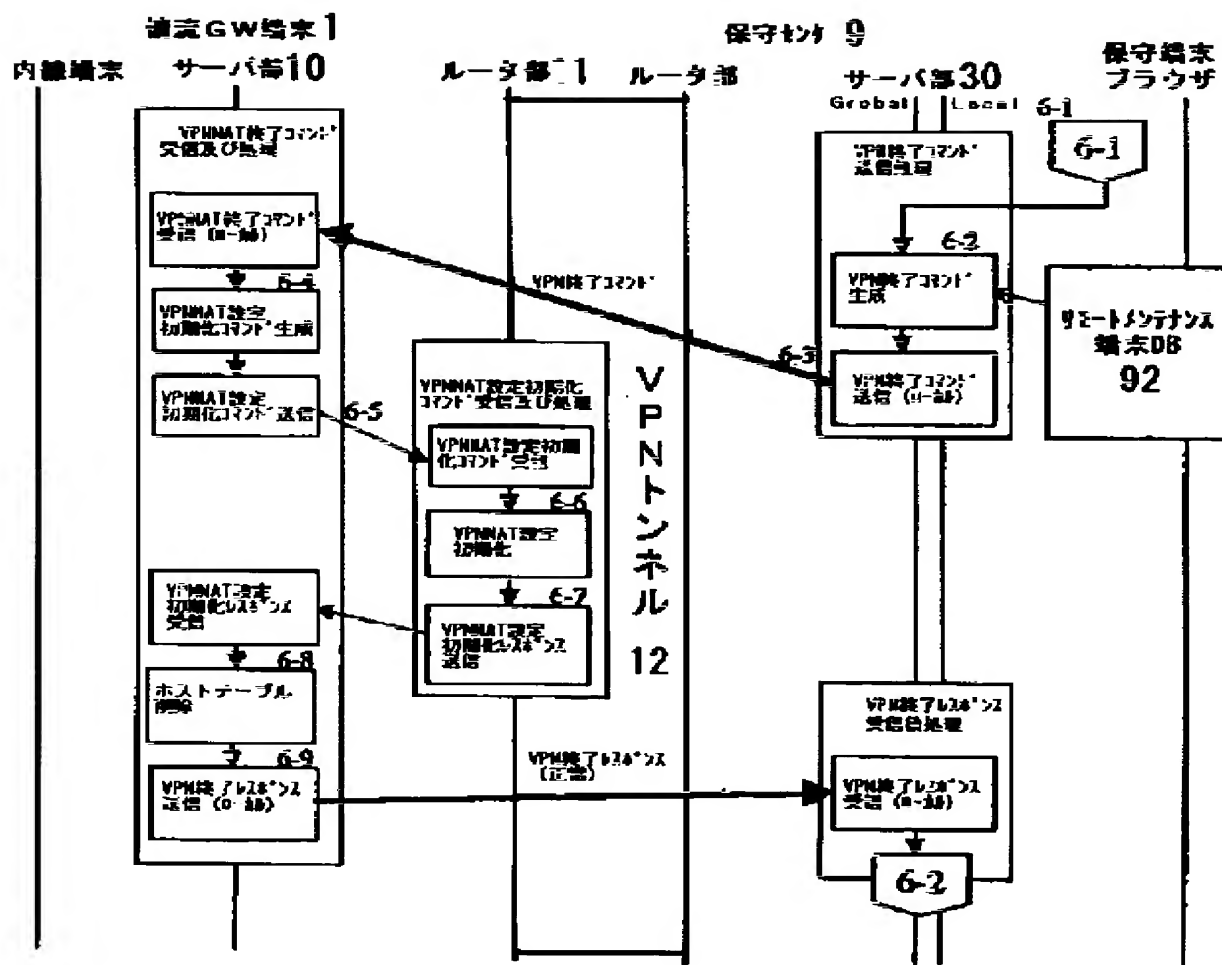 GW端末1
保守センタ 9
内線端末
サーバ部10
ルータ部11
ルータ部
サーバ部30
保守端末
ブラウザ
Grobal
Local
VPNNAT終了コマンド
受信及び処理
VPN終了コマンド
送信処理
6-1
6-1
VPNNAT終了コマンド
受信(ローカル)
6-2
VPN終了コマンド
VPN終了コマンド
生成
6-4
VPNNAT設定
初期化コマンド生成
リモートメンテナンス
端末DB
92
6-3
VPN終了コマンド
送信(ローカル)
VPNNAT設定
初期化コマンド送信
6-5
VPNNAT設定初期化
コマンド受信及び処理
VPNNAT設定初期
化コマンド受信
VPNトンネル
12
6-6
VPNNAT設定
初期化
6-7
VPNNAT設定
初期化レスポンス
送信
VPNNAT設定
初期化レスポンス
受信
6-8
ホストテーブル
削除
6-9
VPN終了レスポンス
送信(ローカル)
VPN終了レスポンス
(正常)
VPN終了レスポンス
受信後処理
VPN終了レスポンス
受信(ローカル)
6-2